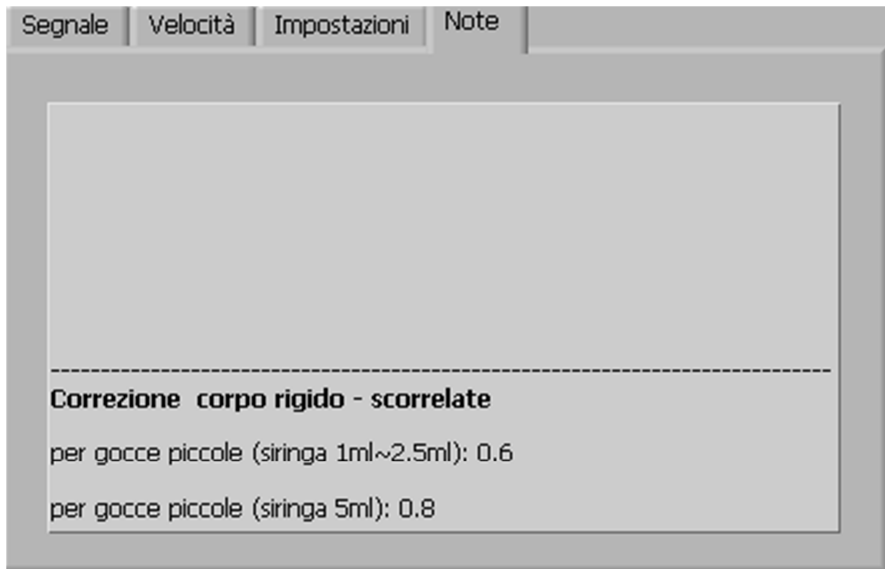 Segnale Velocità Impostazioni Note
--------------------------------------------------------------------------------
Correzione  corpo rigido - scorrelate
per gocce piccole (siringa 1ml~2.5ml): 0.6
per gocce piccole (siringa 5ml): 0.8